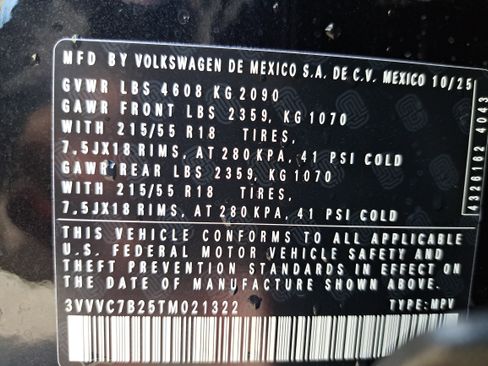 MFD BY VOLKSWAGEN DE MEXICO S.A. DE C.V. MEXICO 10/25
GVWR LBS 4608 KG 2090
GAWR FRONT LBS 2359, KG 1070
WITH 215/55 R18 TIRES,
7,5JX18 RIMS, AT 280KPA, 41 PSI COLD
GAWR REAR LBS 2359, KG 1070
WITH 215/55 R18 TIRES,
7,5JX18 RIMS, AT 280KPA, 41 PSI COLD
THIS VEHICLE CONFORMS TO ALL APPLICABLE
U.S. FEDERAL MOTOR VEHICLE SAFETY AND
THEFT PREVENTION STANDARDS IN EFFECT ON
THE DATE OF MANUFACTURE SHOWN ABOVE.
3VVVC7B25TM021322 TYPE: MPV
4326162 4043